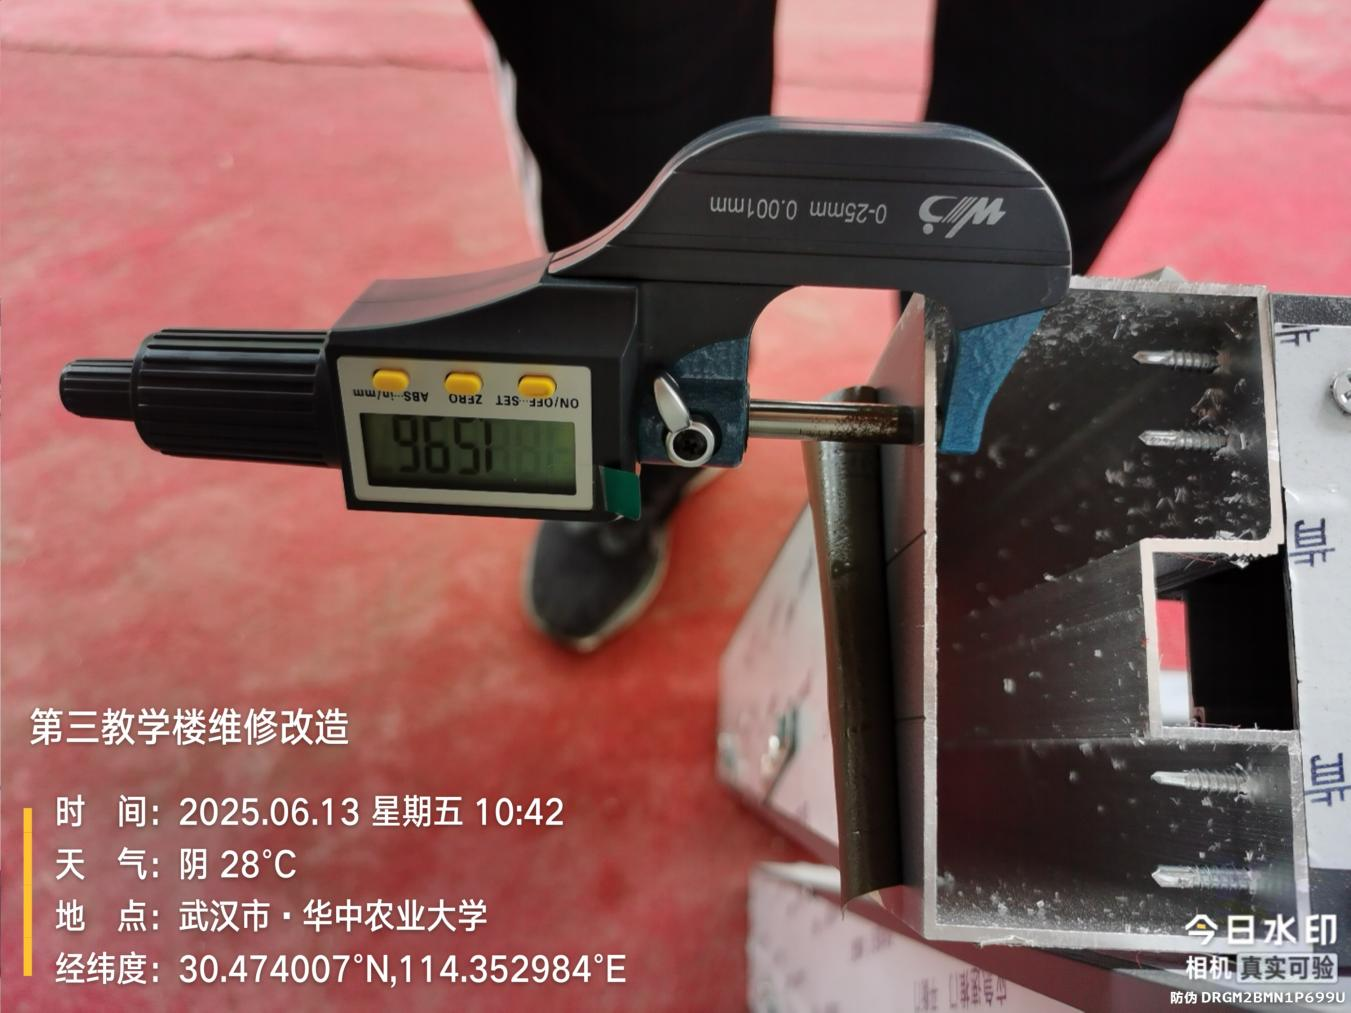 0-25mm 0.001mm
ON/OFF...SET ZERO ABS...in/mm
1.596
第三教学楼维修改造
时 间: 2025.06.13 星期五 10:42
天 气: 阴 28°C
地 点: 武汉市·华中农业大学
经纬度: 30.474007°N,114.352984°E
今日水印
相机 真实可验
防伪 DRGM2BMN1P699U